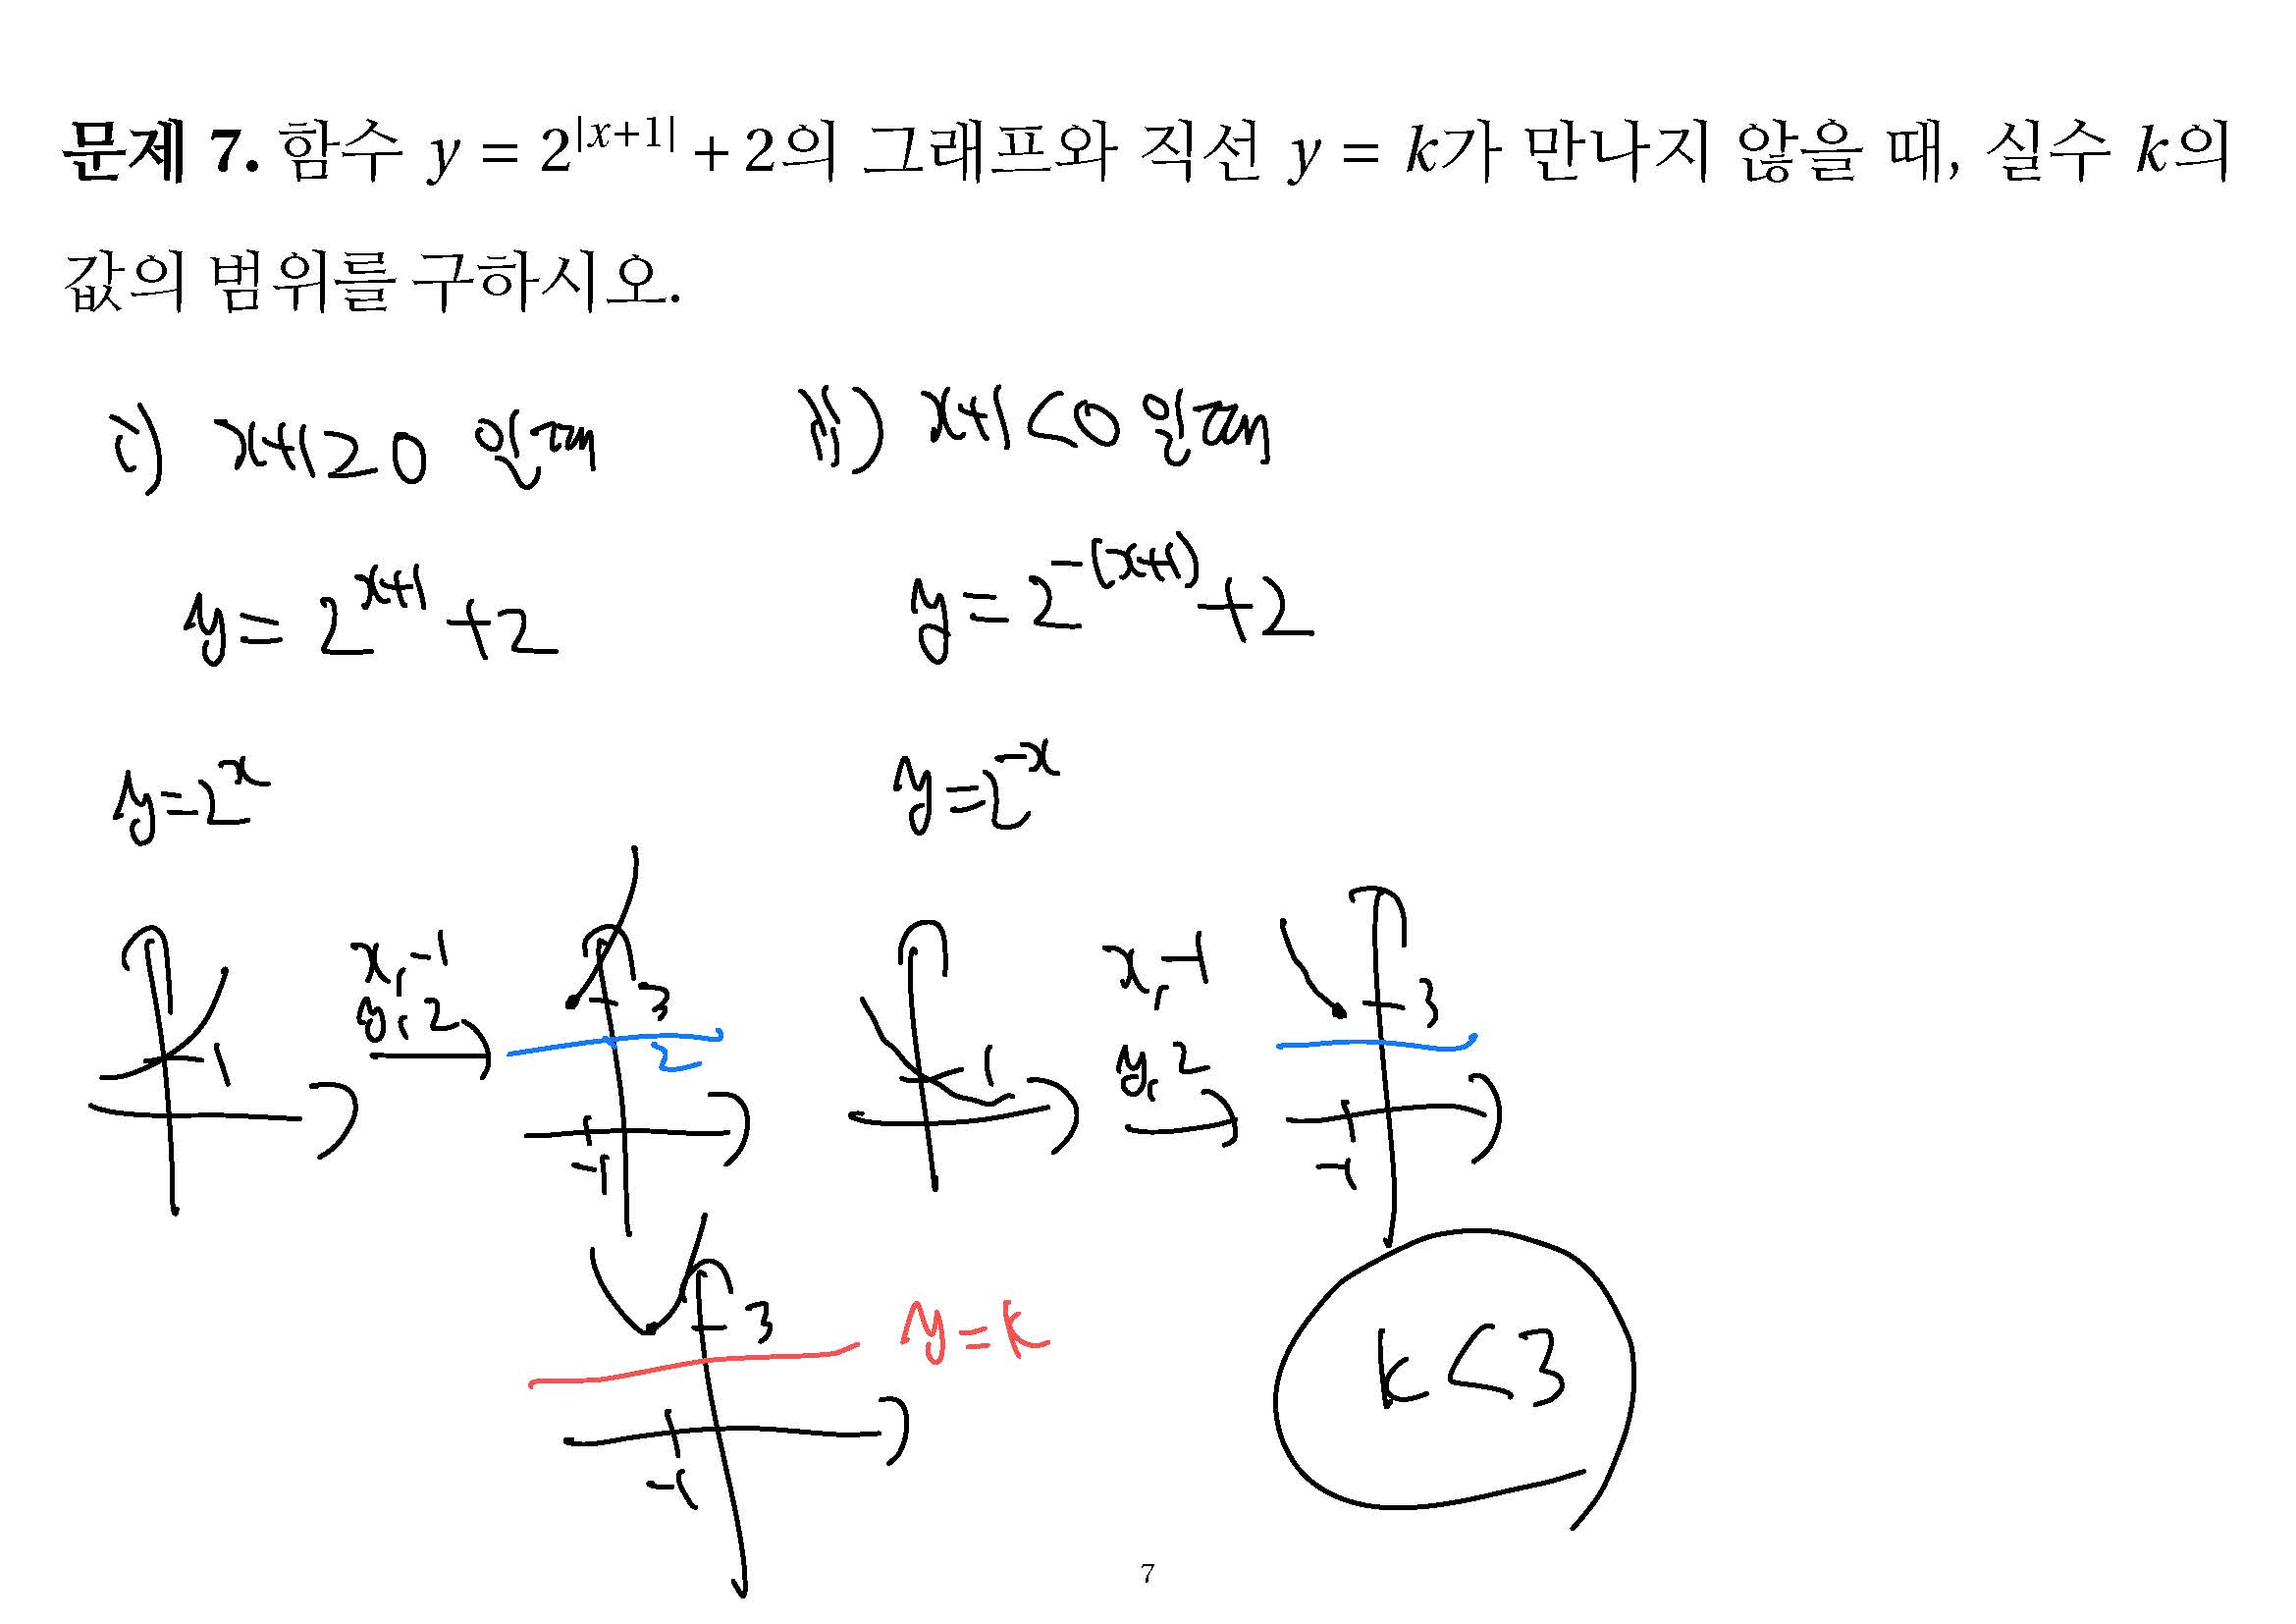 문제 7. 함수 y = 2^{|x+1|} + 2의 그래프와 직선 y = k가 만나지 않을 때, 실수 k의
값의 범위를 구하시오.
i) x+1≥0 일때
y = 2^{x+1} +2
y=2^x
1
x, -1
y, 2
3
2
-1
ii) x+1<0 일때
y=2^{-(x+1)}+2
y=2^{-x}
1
x, -1
y, 2
3
-1
3
y=k
-1
k<3
7